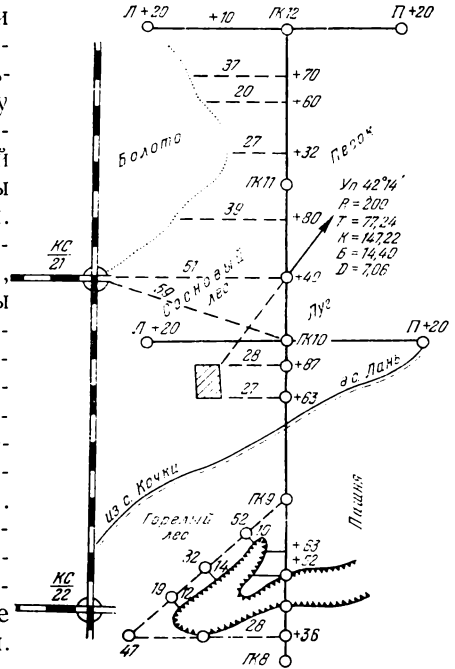 Л+20
+10
ПК12
П+20
37
+70
20
+60
Болото
27
+32
Песок
ПК11
Уп 42°14'
39
+80
R = 200
T = 77,24
К = 147,22
Б = 14,40
D = 7,06
КС
21
51
+40
59
Сосновый
лес
Луг
Л+20
ПК10
П+20
28
+87
27
+63
в с. Лань
из с. Кочки
ПК9
Пашня
Горелый
лес
52
10
+63
+52
32
14
19
12
КС
22
47
28
+36
ПК8